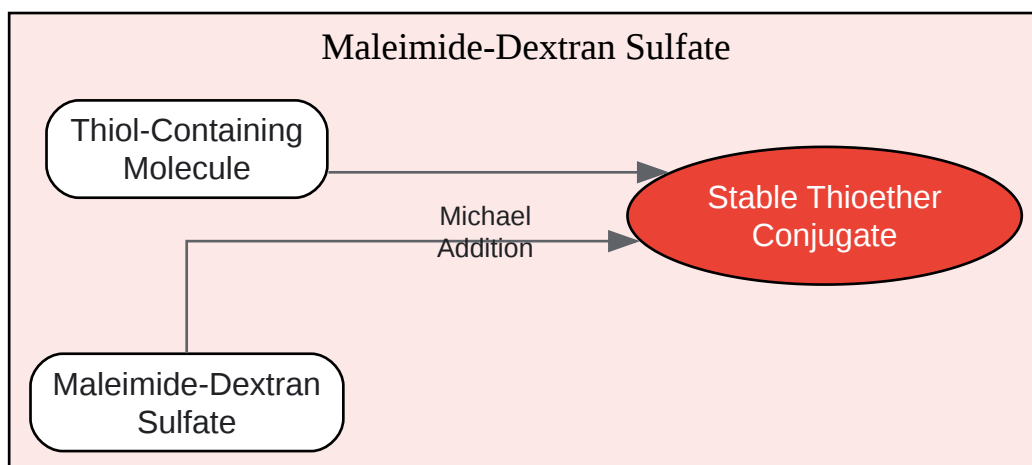 Maleimide-Dextran Sulfate
Thiol-Containing
Molecule
Stable Thioether
Conjugate
Michael
Addition
Maleimide-Dextran
Sulfate